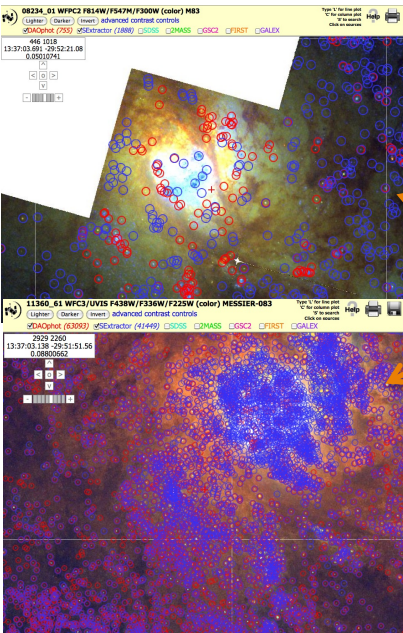 08234_01 WFPC2 F814W/F547M/F300W (color) M83
Lighter Darker Invert advanced contrast controls
Type 'L' for line plot
'C' for column plot
'S' to search
Click on sources
Help
DAOphot (755) SExtractor (1888) SDSS 2MASS GSC2 FIRST GALEX
446 1018
13:37:03.691 -29:52:21.08
0.05010741
^
< o >
v
- +
11360_61 WFC3/UVIS F438W/F336W/F225W (color) MESSIER-083
Lighter Darker Invert advanced contrast controls
Type 'L' for line plot
'C' for column plot
'S' to search
Click on sources
Help
DAOphot (63093) SExtractor (41449) SDSS 2MASS GSC2 FIRST GALEX
2929 2260
13:37:03.138 -29:51:51.56
0.08800662
^
< o >
v
- +